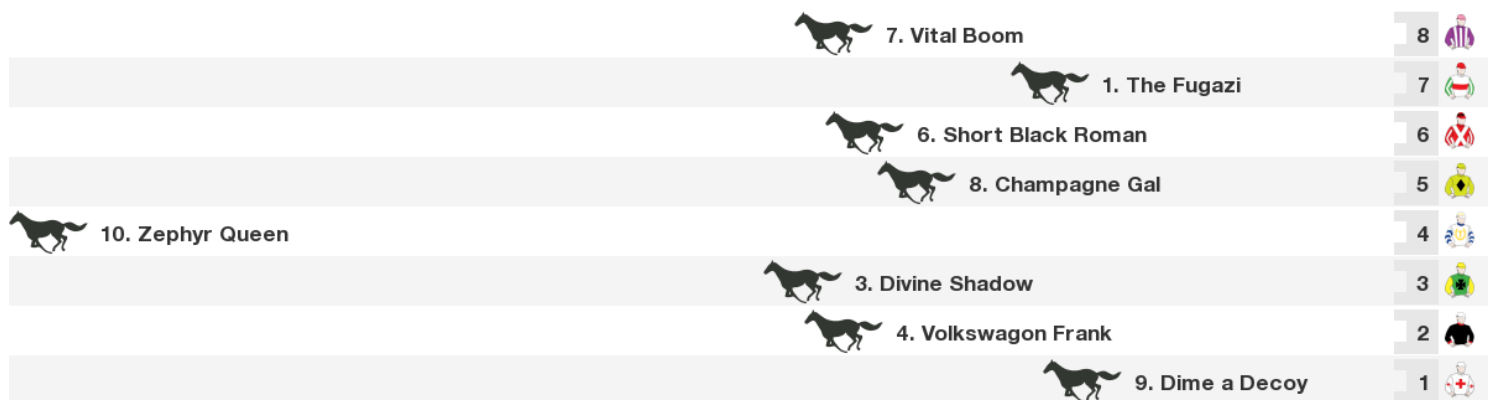 7. Vital Boom 8
1. The Fugazi 7
6. Short Black Roman 6
8. Champagne Gal 5
10. Zephyr Queen 4
3. Divine Shadow 3
4. Volkswagon Frank 2
9. Dime a Decoy 1